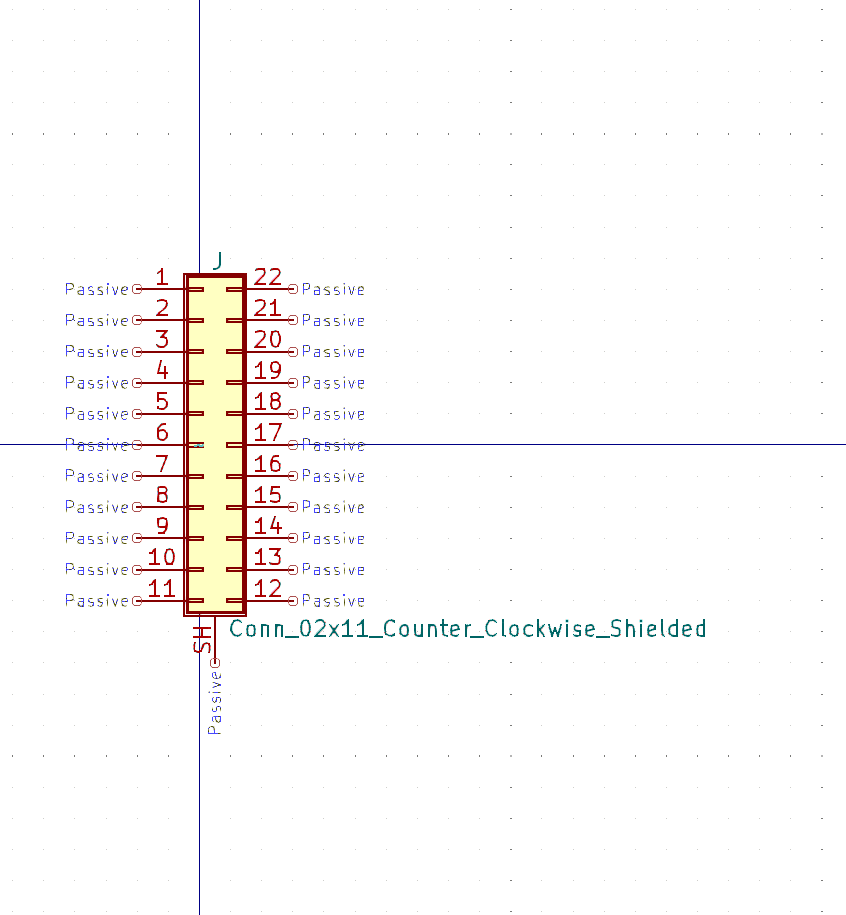 J
Passive 1 22 Passive
Passive 2 21 Passive
Passive 3 20 Passive
Passive 4 19 Passive
Passive 5 18 Passive
Passive 6 17 Passive
Passive 7 16 Passive
Passive 8 15 Passive
Passive 9 14 Passive
Passive 10 13 Passive
Passive 11 12 Passive
SH
Conn_02x11_Counter_Clockwise_Shielded
Passive